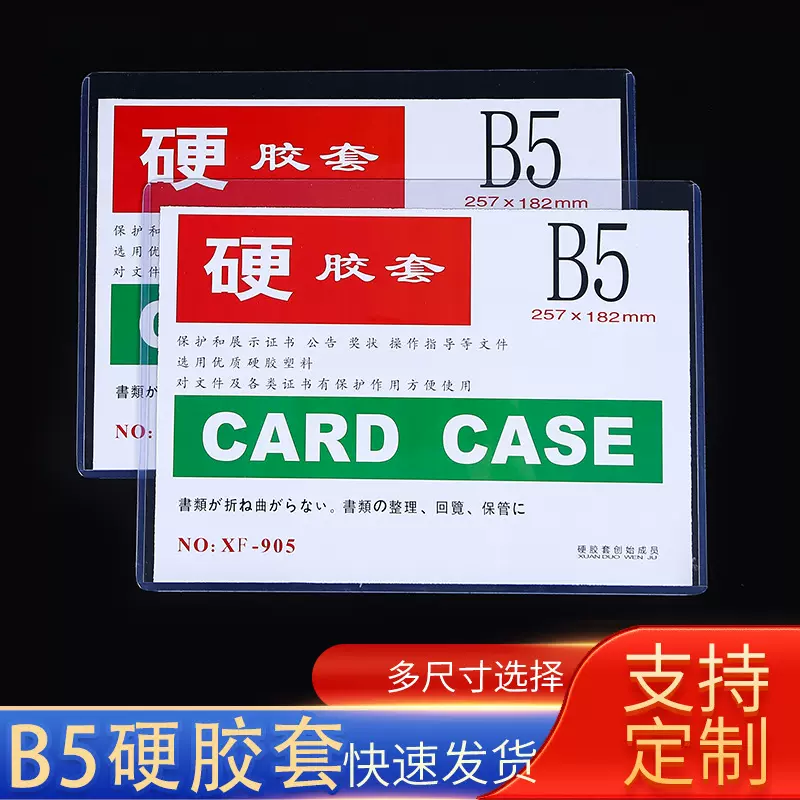 硬 胶套
B5
257×182mm
保护和
选用优
对文件
C
書類が
NO:
硬 胶套
B5
257×182mm
保护和展示证书 公告 奖状 操作指导等文件
选用优质硬胶塑料
对文件及各类证书有保护作用方便使用
CARD CASE
書類が折ね曲がらない。書類の整理、回覧、保管に
NO: XF-905
硬胶套创始成员
XUAN DUO WEN JU
多尺寸选择
支持
定制
B5硬胶套
快速发货